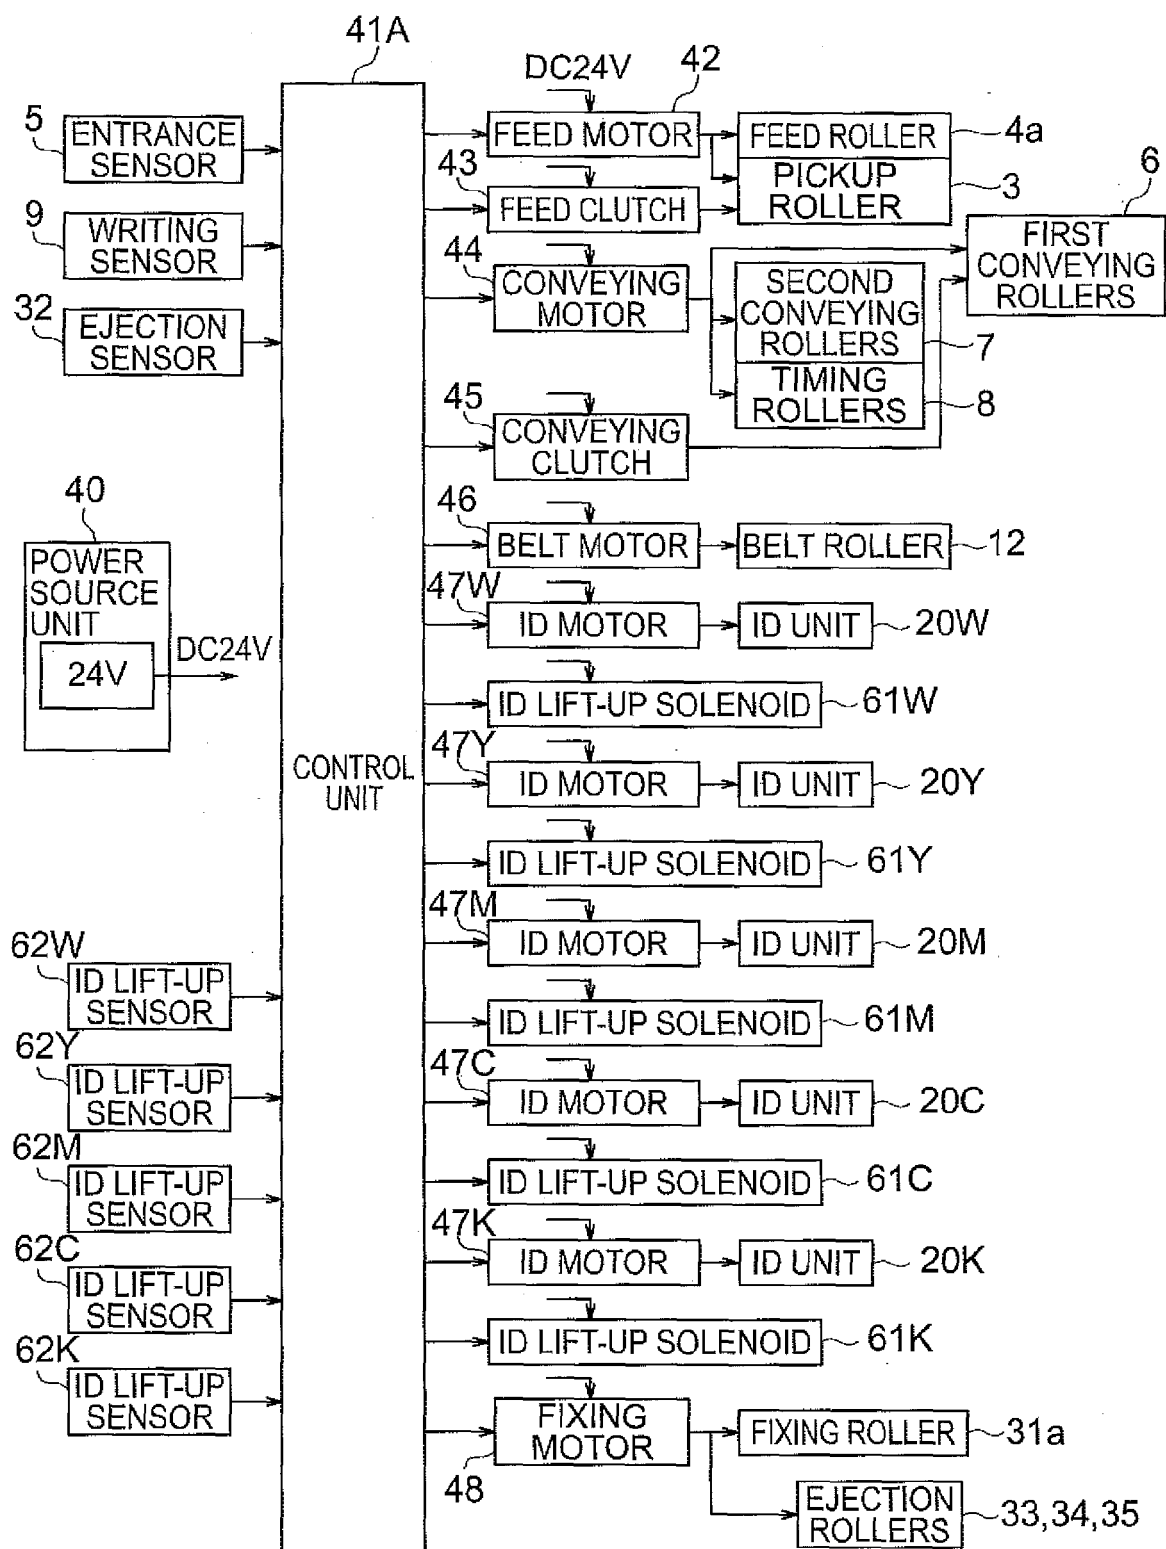 41A
5
ENTRANCE
SENSOR
9
WRITING
SENSOR
32
EJECTION
SENSOR
40
POWER
SOURCE
UNIT
24V
DC24V
62W
ID LIFT-UP
SENSOR
62Y
ID LIFT-UP
SENSOR
62M
ID LIFT-UP
SENSOR
62C
ID LIFT-UP
SENSOR
62K
ID LIFT-UP
SENSOR
CONTROL
UNIT
DC24V
42
FEED MOTOR
FEED ROLLER
4a
43
FEED CLUTCH
PICKUP
ROLLER
3
6
FIRST
CONVEYING
ROLLERS
44
CONVEYING
MOTOR
SECOND
CONVEYING
ROLLERS
7
TIMING
ROLLERS
8
45
CONVEYING
CLUTCH
46
BELT MOTOR
BELT ROLLER
12
47W
ID MOTOR
ID UNIT
20W
ID LIFT-UP SOLENOID
61W
47Y
ID MOTOR
ID UNIT
20Y
ID LIFT-UP SOLENOID
61Y
47M
ID MOTOR
ID UNIT
20M
ID LIFT-UP SOLENOID
61M
47C
ID MOTOR
ID UNIT
20C
ID LIFT-UP SOLENOID
61C
47K
ID MOTOR
ID UNIT
20K
ID LIFT-UP SOLENOID
61K
FIXING
MOTOR
48
FIXING ROLLER
31a
EJECTION
ROLLERS
33,34,35